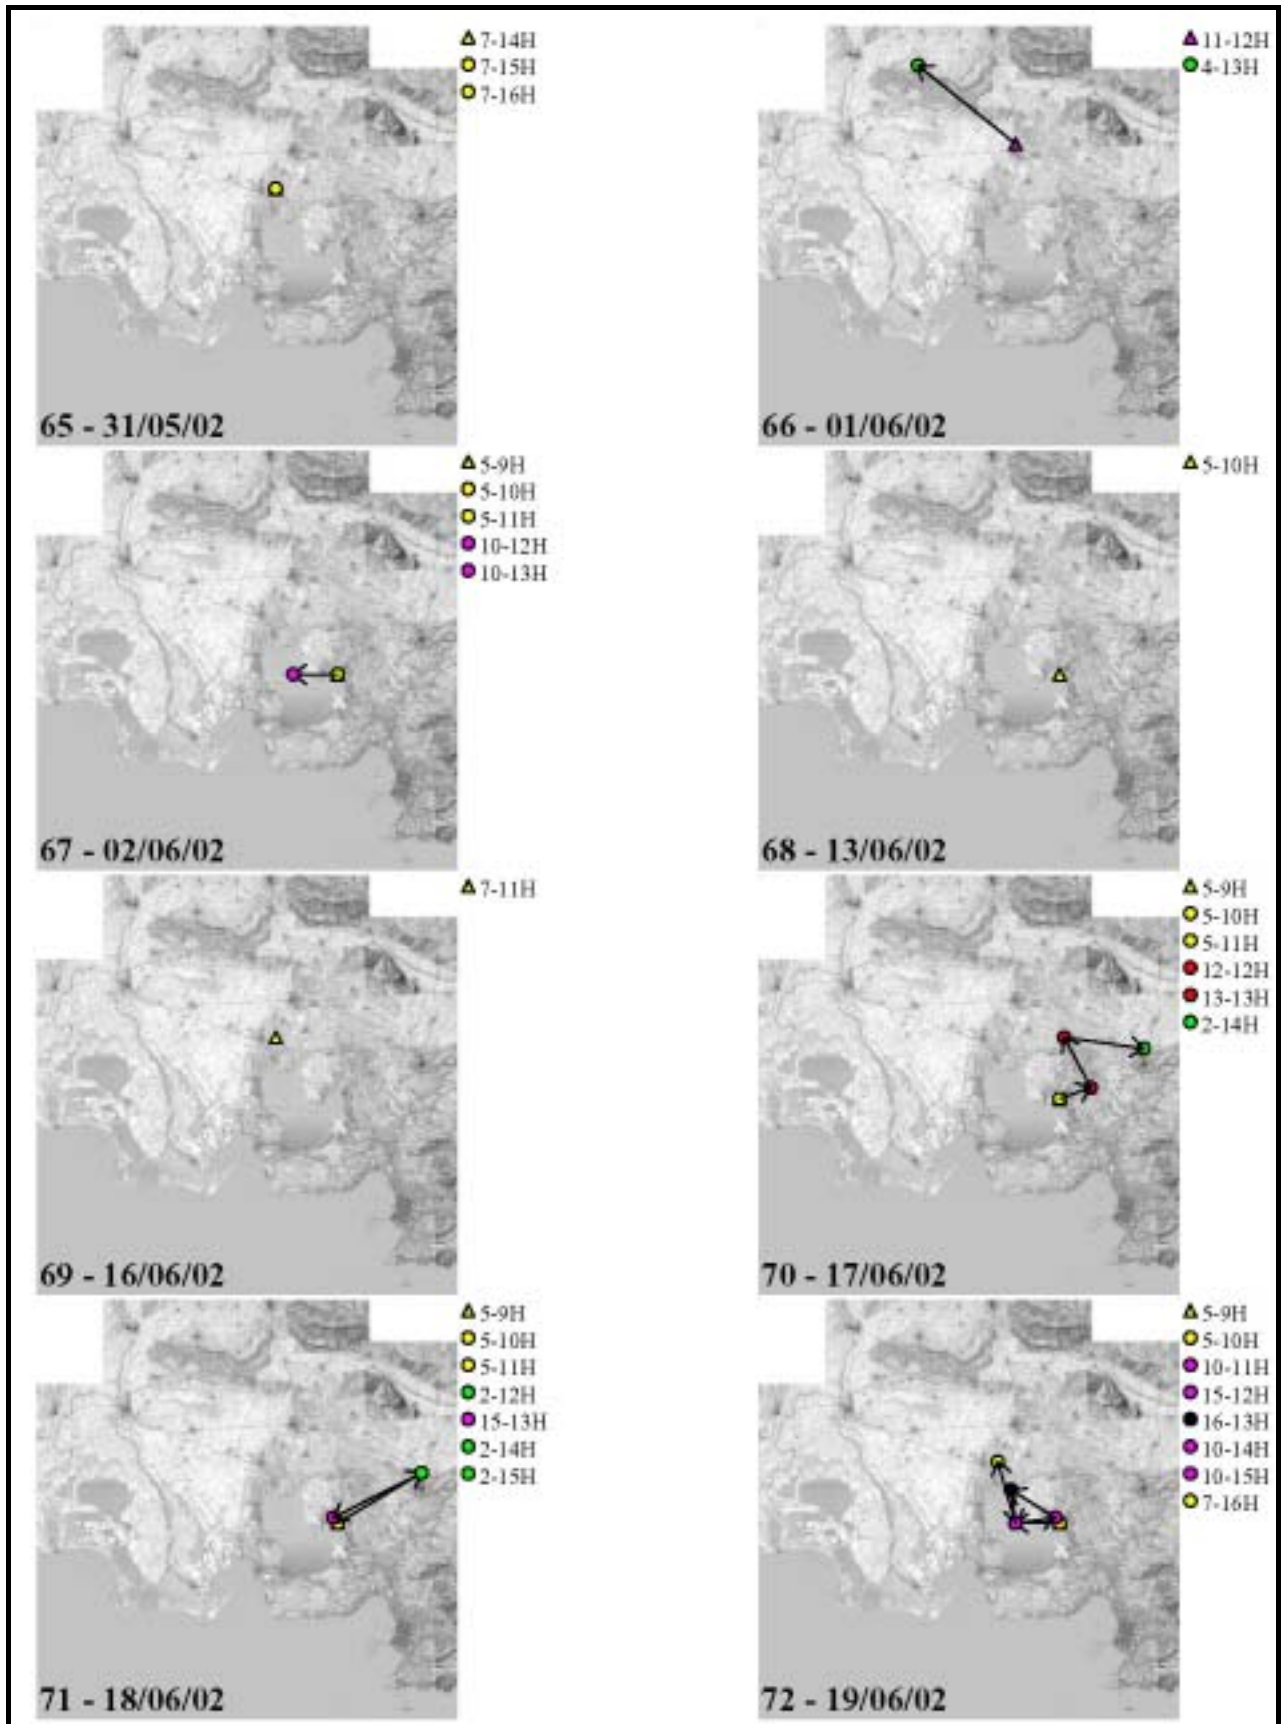 7-14H
7-15H
7-16H
65 - 31/05/02
11-12H
4-13H
66 - 01/06/02
5-9H
5-10H
5-11H
10-12H
10-13H
67 - 02/06/02
5-10H
68 - 13/06/02
7-11H
69 - 16/06/02
5-9H
5-10H
5-11H
12-12H
13-13H
2-14H
70 - 17/06/02
5-9H
5-10H
5-11H
2-12H
15-13H
2-14H
2-15H
71 - 18/06/02
5-9H
5-10H
10-11H
15-12H
16-13H
10-14H
10-15H
7-16H
72 - 19/06/02